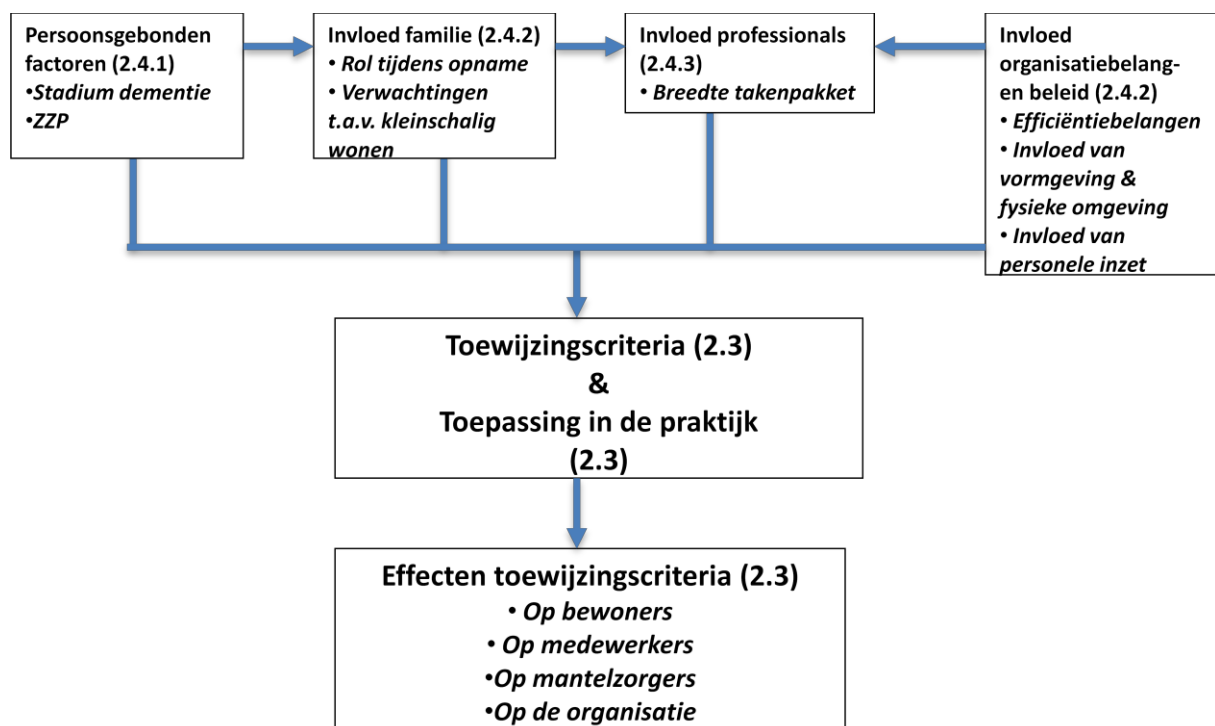 Persoonsgebonden
factoren (2.4.1)
•Stadium dementie
•ZZP
Invloed familie (2.4.2)
• Rol tijdens opname
• Verwachtingen
t.a.v. kleinschalig
wonen
Invloed professionals
(2.4.3)
• Breedte takenpakket
Invloed
organisatiebelang-
en beleid (2.4.2)
• Efficiëntiebelangen
• Invloed van
vormgeving &
fysieke omgeving
• Invloed van
personele inzet
Toewijzingscriteria (2.3)
&
Toepassing in de praktijk
(2.3)
Effecten toewijzingscriteria (2.3)
• Op bewoners
• Op medewerkers
•Op mantelzorgers
• Op de organisatie